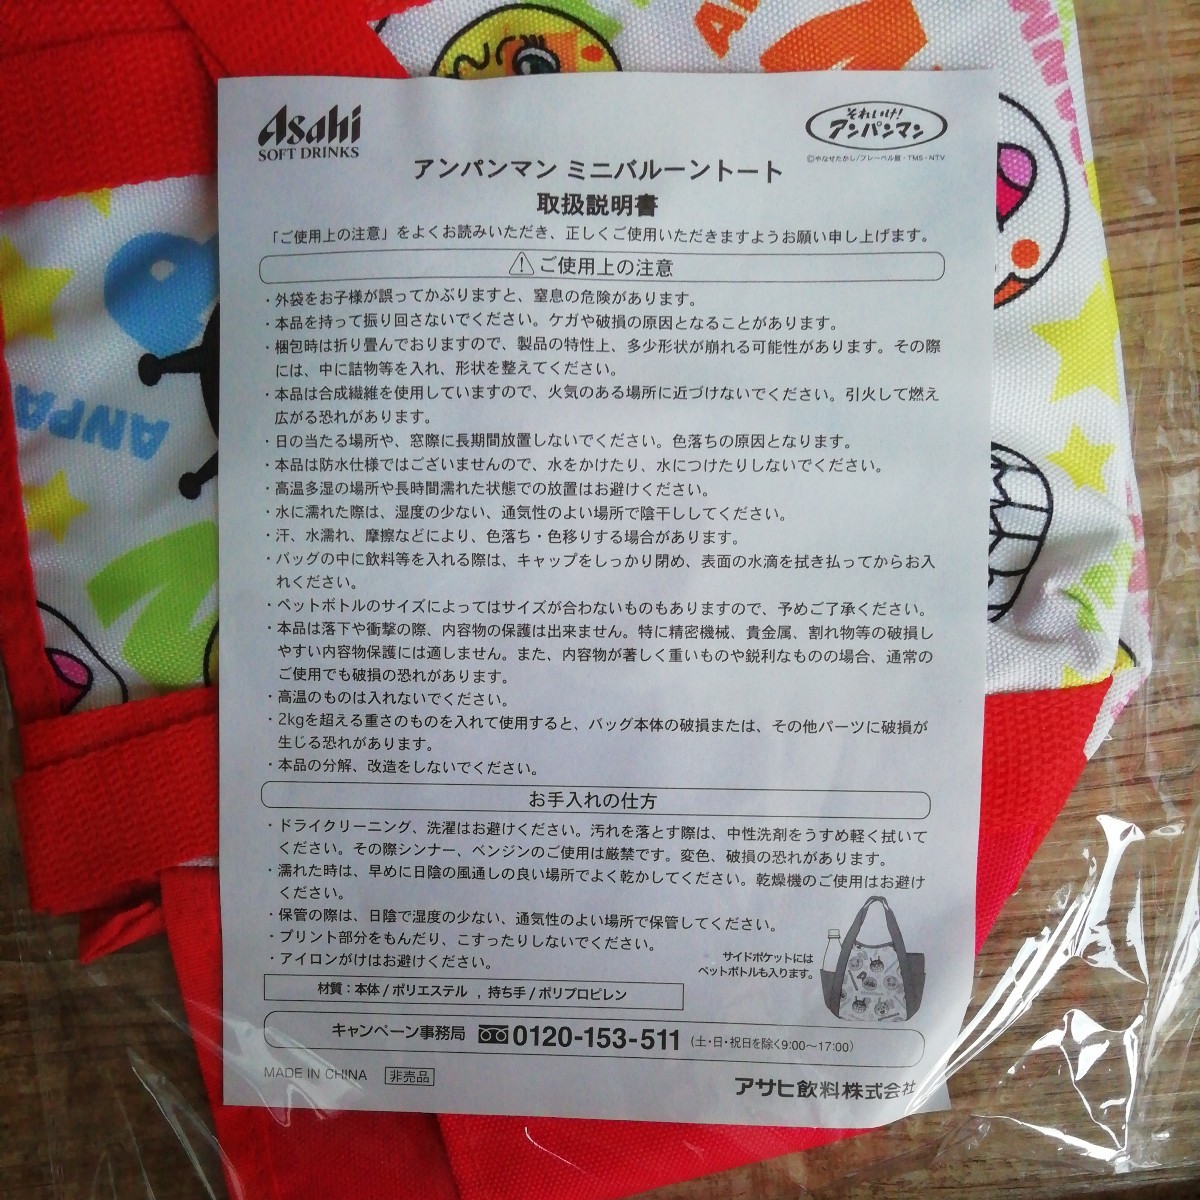 Asahi
SOFT DRINKS
それいけ!
アンパンマン
©やなせたかし/フレーベル館・TMS・NTV
アンパンマン ミニバルーントート
取扱説明書
「ご使用上の注意」をよくお読みいただき、正しくご使用いただきますようお願い申し上げます。
ご使用上の注意
・外袋をお子様が誤ってかぶりますと、窒息の危険があります。
・本品を持って振り回さないでください。ケガや破損の原因となることがあります。
・梱包時は折り畳んでおりますので、製品の特性上、多少形状が崩れる可能性があります。その際
には、中に詰物等を入れ、形状を整えてください。
・本品は合成繊維を使用していますので、火気のある場所に近づけないでください。引火して燃え
広がる恐れがあります。
・日の当たる場所や、窓際に長期間放置しないでください。色落ちの原因となります。
・本品は防水仕様ではございませんので、水をかけたり、水につけたりしないでください。
・高温多湿の場所や長時間濡れた状態での放置はお避けください。
・水に濡れた際は、湿度の少ない、通気性のよい場所で陰干ししてください。
・汗、水濡れ、摩擦などにより、色落ち・色移りする場合があります。
・バッグの中に飲料等を入れる際は、キャップをしっかり閉め、表面の水滴を拭き払ってからお入
れください。
・ペットボトルのサイズによってはサイズが合わないものもありますので、予めご了承ください。
・本品は落下や衝撃の際、内容物の保護は出来ません。特に精密機械、貴金属、割れ物等の破損し
やすい内容物保護には適しません。また、内容物が著しく重いものや鋭利なものの場合、通常の
ご使用でも破損の恐れがあります。
・高温のものは入れないでください。
・2kgを超える重さのものを入れて使用すると、バッグ本体の破損または、その他パーツに破損が
生じる恐れがあります。
・本品の分解、改造をしないでください。
お手入れの仕方
・ドライクリーニング、洗濯はお避けください。汚れを落とす際は、中性洗剤をうすめ軽く拭いて
ください。その際シンナー、ベンジンのご使用は厳禁です。変色、破損の恐れがあります。
・濡れた時は、早めに日陰の風通しの良い場所でよく乾かしてください。乾燥機のご使用はお避け
ください。
・保管の際は、日陰で湿度の少ない、通気性のよい場所で保管してください。
・プリント部分をもんだり、こすったりしないでください。
・アイロンがけはお避けください。
サイドポケットには
ペットボトルも入ります。
材質:本体/ポリエステル ,持ち手/ポリプロピレン
キャンペーン事務局 0120-153-511 (土・日・祝日を除く9:00〜17:00)
MADE IN CHINA 非売品
アサヒ飲料株式会社